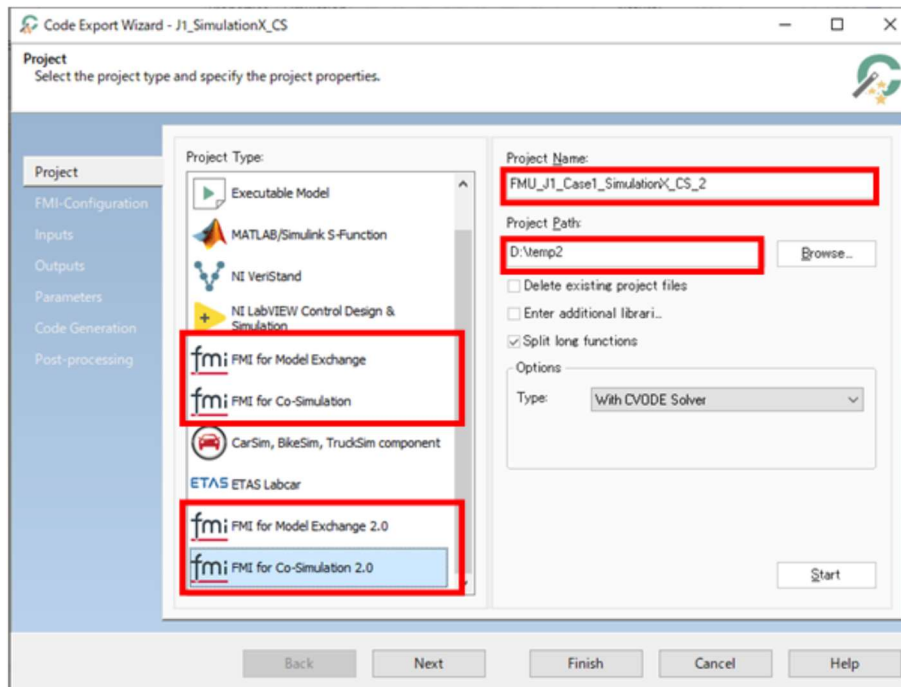 Code Export Wizard - J1_SimulationX_CS
Project
Select the project type and specify the project properties.
Project
FMI-Configuration
Inputs
Outputs
Parameters
Code Generation
Post-processing
Project Type:
Executable Model
MATLAB/Simulink S-Function
NI VeriStand
NI LabVIEW Control Design &
Simulation
fmi FMI for Model Exchange
fmi FMI for Co-Simulation
CarSim, BikeSim, TruckSim component
ETAS ETAS Labcar
fmi FMI for Model Exchange 2.0
fmi FMI for Co-Simulation 2.0
Project Name:
FMU_J1_Case1_SimulationX_CS_2
Project Path:
D:\temp2
Browse...
Delete existing project files
Enter additional librari...
Split long functions
Options
Type:
With CVODE Solver
Start
Back
Next
Finish
Cancel
Help